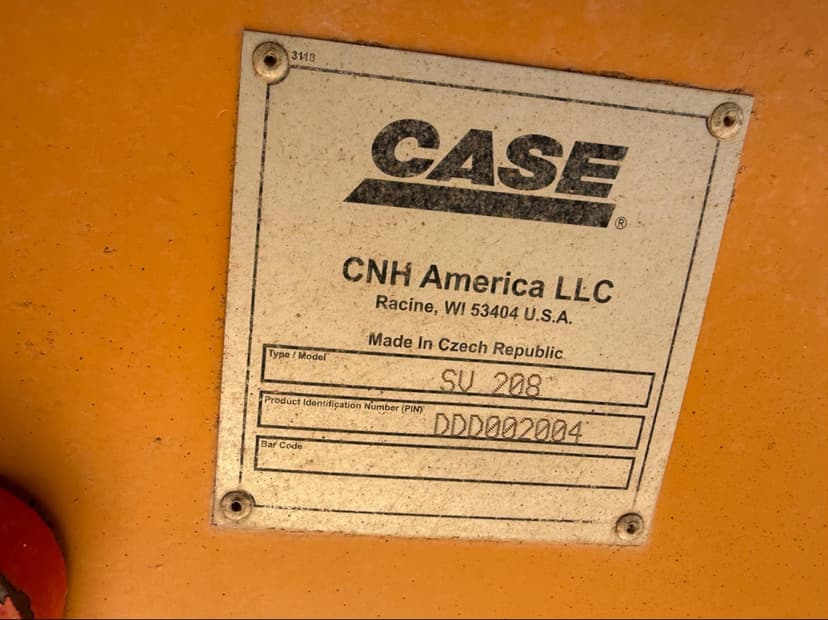 3118
CASE
®
CNH America LLC
Racine, WI 53404 U.S.A.
Made In Czech Republic
Type / Model
SV 208
Product Identification Number (PIN)
DDD002004
Bar Code